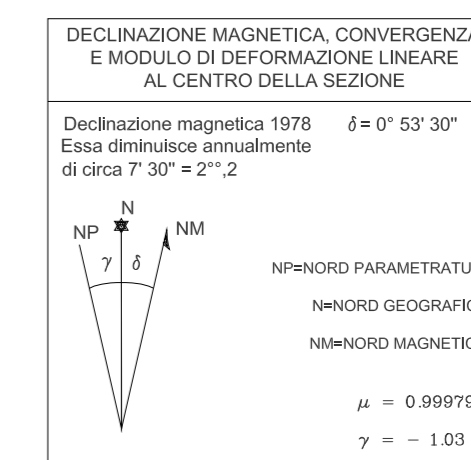 DECLINAZIONE MAGNETICA, CONVERGENZA
E MODULO DI DEFORMAZIONE LINEARE
AL CENTRO DELLA SEZIONE
Declinazione magnetica 1978 δ = 0° 53' 30"
Essa diminuisce annualmente
di circa 7' 30" = 2°°,2
N
NP NM
γ δ
NP=NORD PARAMETRATU
N=NORD GEOGRAFIC
NM=NORD MAGNETIC
μ = 0.99979
γ = - 1.03